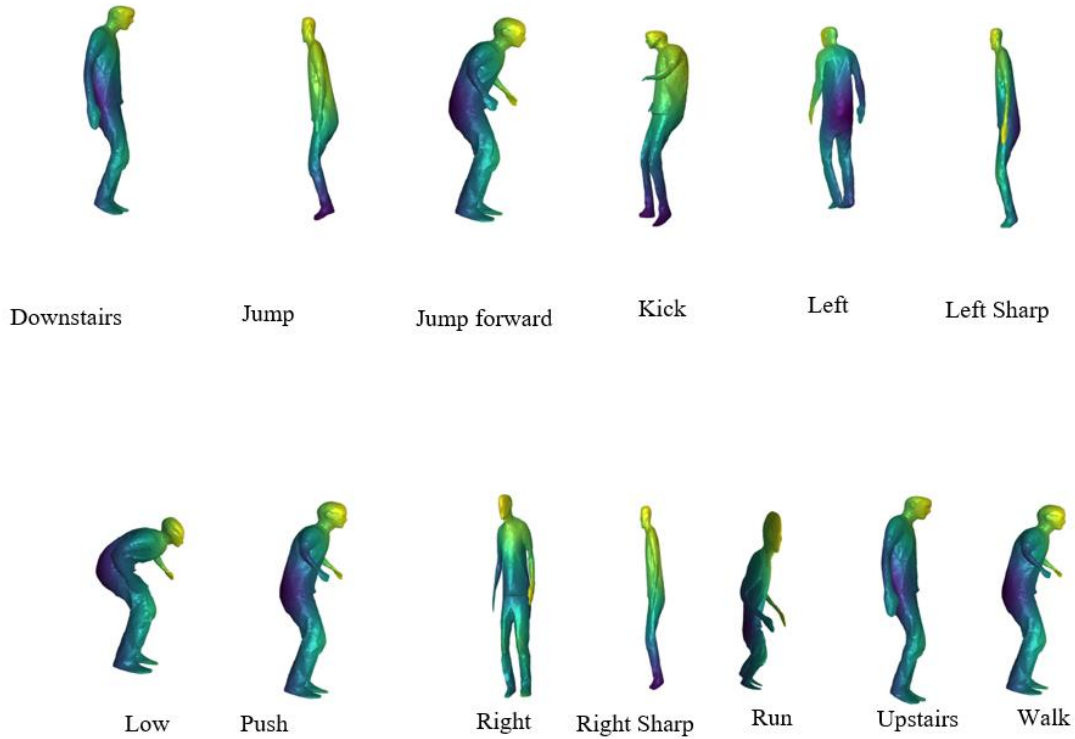 Downstairs
Jump
Jump forward
Kick
Left
Left Sharp
Low
Push
Right
Right Sharp
Run
Upstairs
Walk